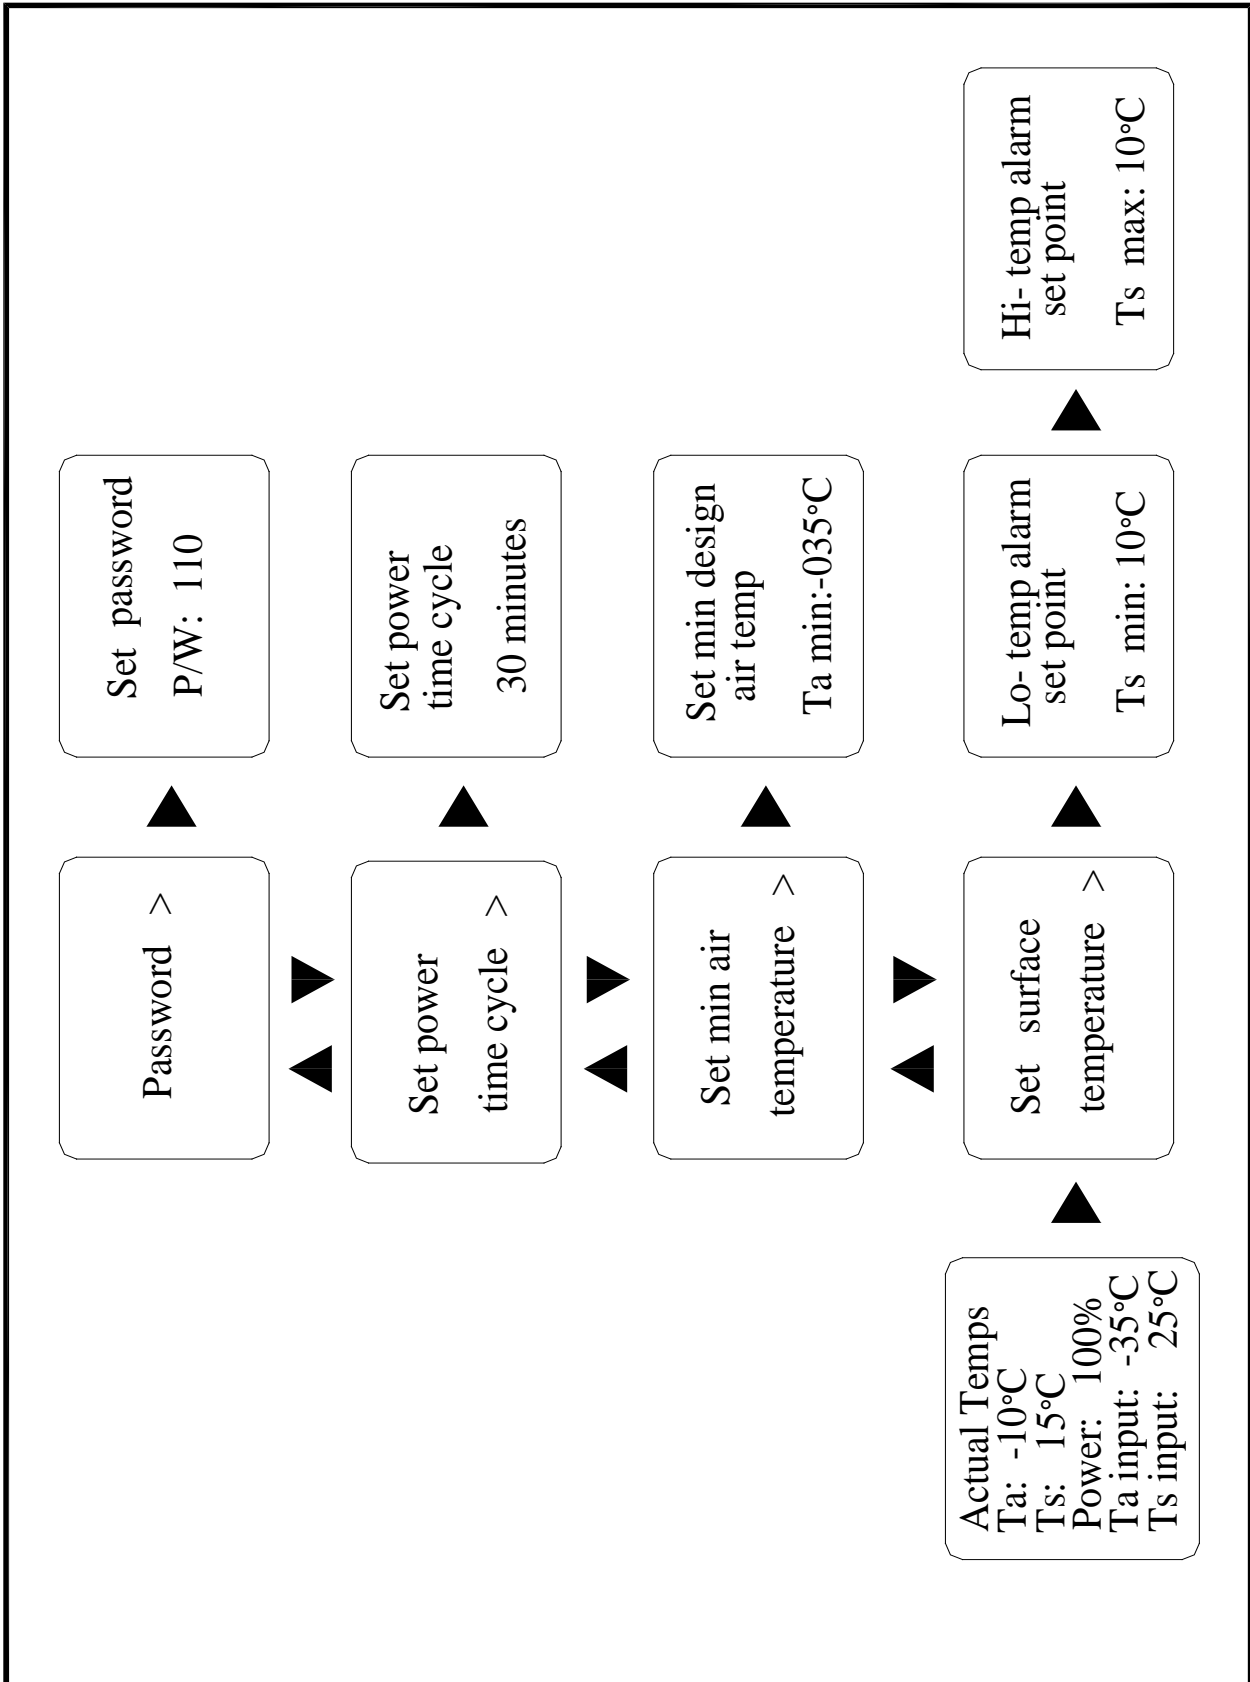 Password >
Set password
P/W: 110
Set power
time cycle >
Set power
time cycle
30 minutes
Set min air
temperature >
Set min design
air temp
Ta min:-035°C
Actual Temps
Ta: -10°C
Ts: 15°C
Power: 100%
Ta input: -35°C
Ts input: 25°C
Set surface
temperature >
Lo- temp alarm
set point
Ts min: 10°C
Hi- temp alarm
set point
Ts max: 10°C